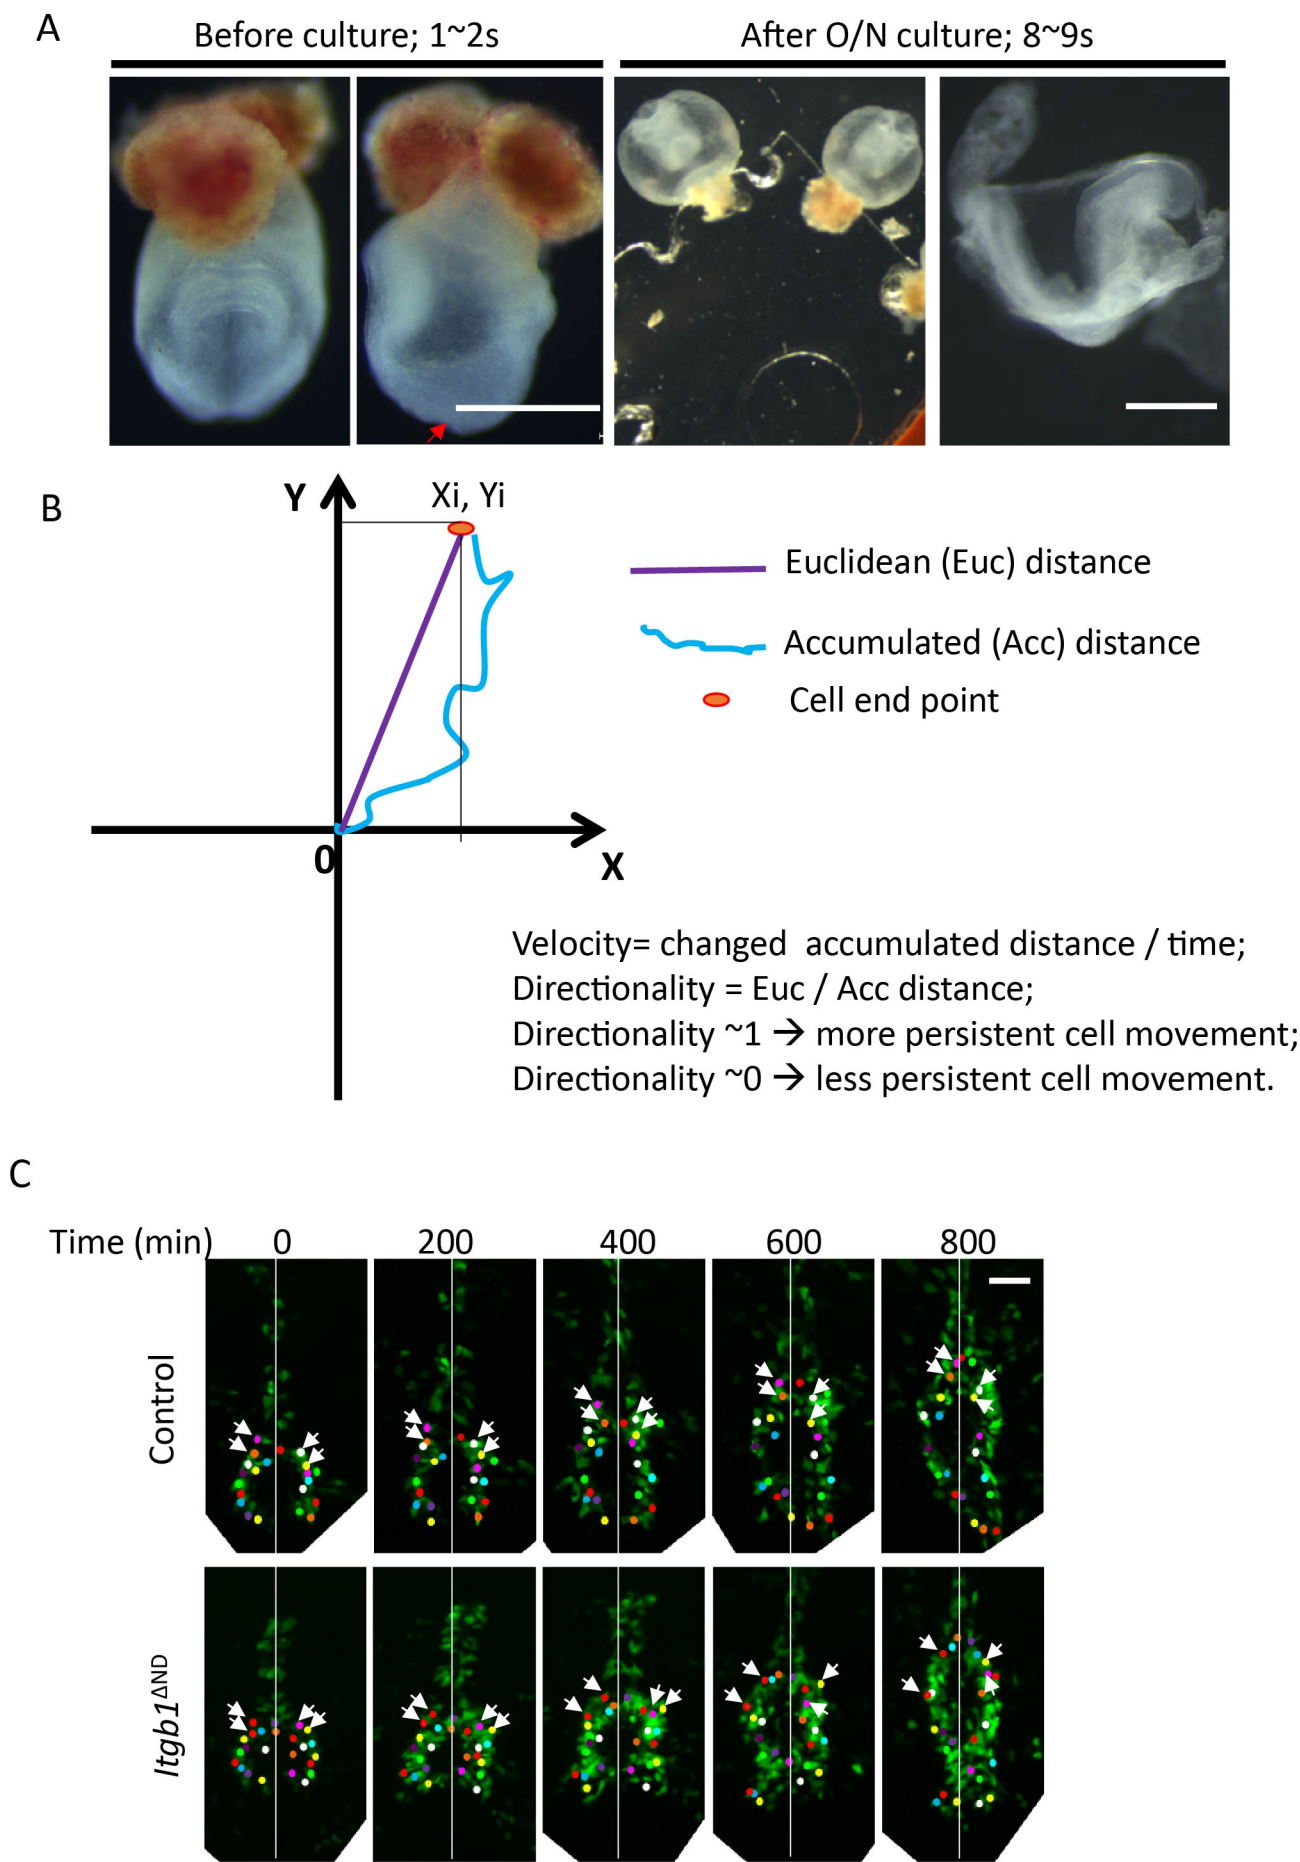 A
Before culture; 1~2s
After O/N culture; 8~9s
B
Y
Xi, Yi
Euclidean (Euc) distance
Accumulated (Acc) distance
Cell end point
0
X
Velocity= changed accumulated distance / time;
Directionality = Euc / Acc distance;
Directionality ~1 → more persistent cell movement;
Directionality ~0 → less persistent cell movement.
C
Time (min) 0 200 400 600 800
Control
Itgb1ΔND